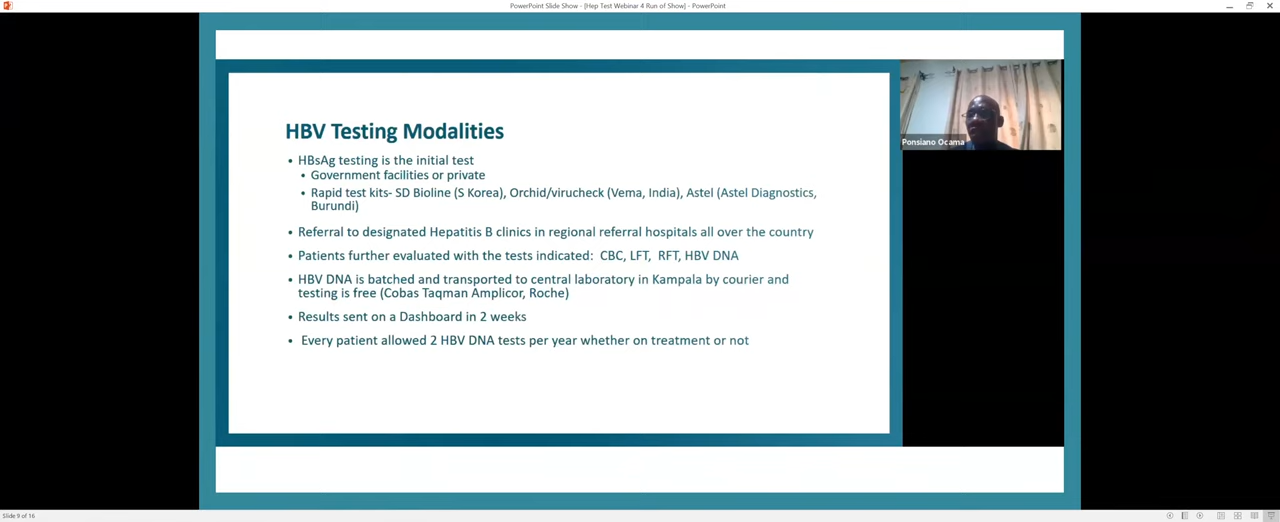 PowerPoint Slide Show - [Hep Test Webinar 4 Run of Show] - PowerPoint
HBV Testing Modalities
• HBsAg testing is the initial test
• Government facilities or private
• Rapid test kits- SD Bioline (S Korea), Orchid/virucheck (Vema, India), Astel (Astel Diagnostics,
Burundi)
• Referral to designated Hepatitis B clinics in regional referral hospitals all over the country
• Patients further evaluated with the tests indicated: CBC, LFT, RFT, HBV DNA
• HBV DNA is batched and transported to central laboratory in Kampala by courier and
testing is free (Cobas Taqman Amplicor, Roche)
• Results sent on a Dashboard in 2 weeks
• Every patient allowed 2 HBV DNA tests per year whether on treatment or not
Ponsiano Ocama
Slide 9 of 16